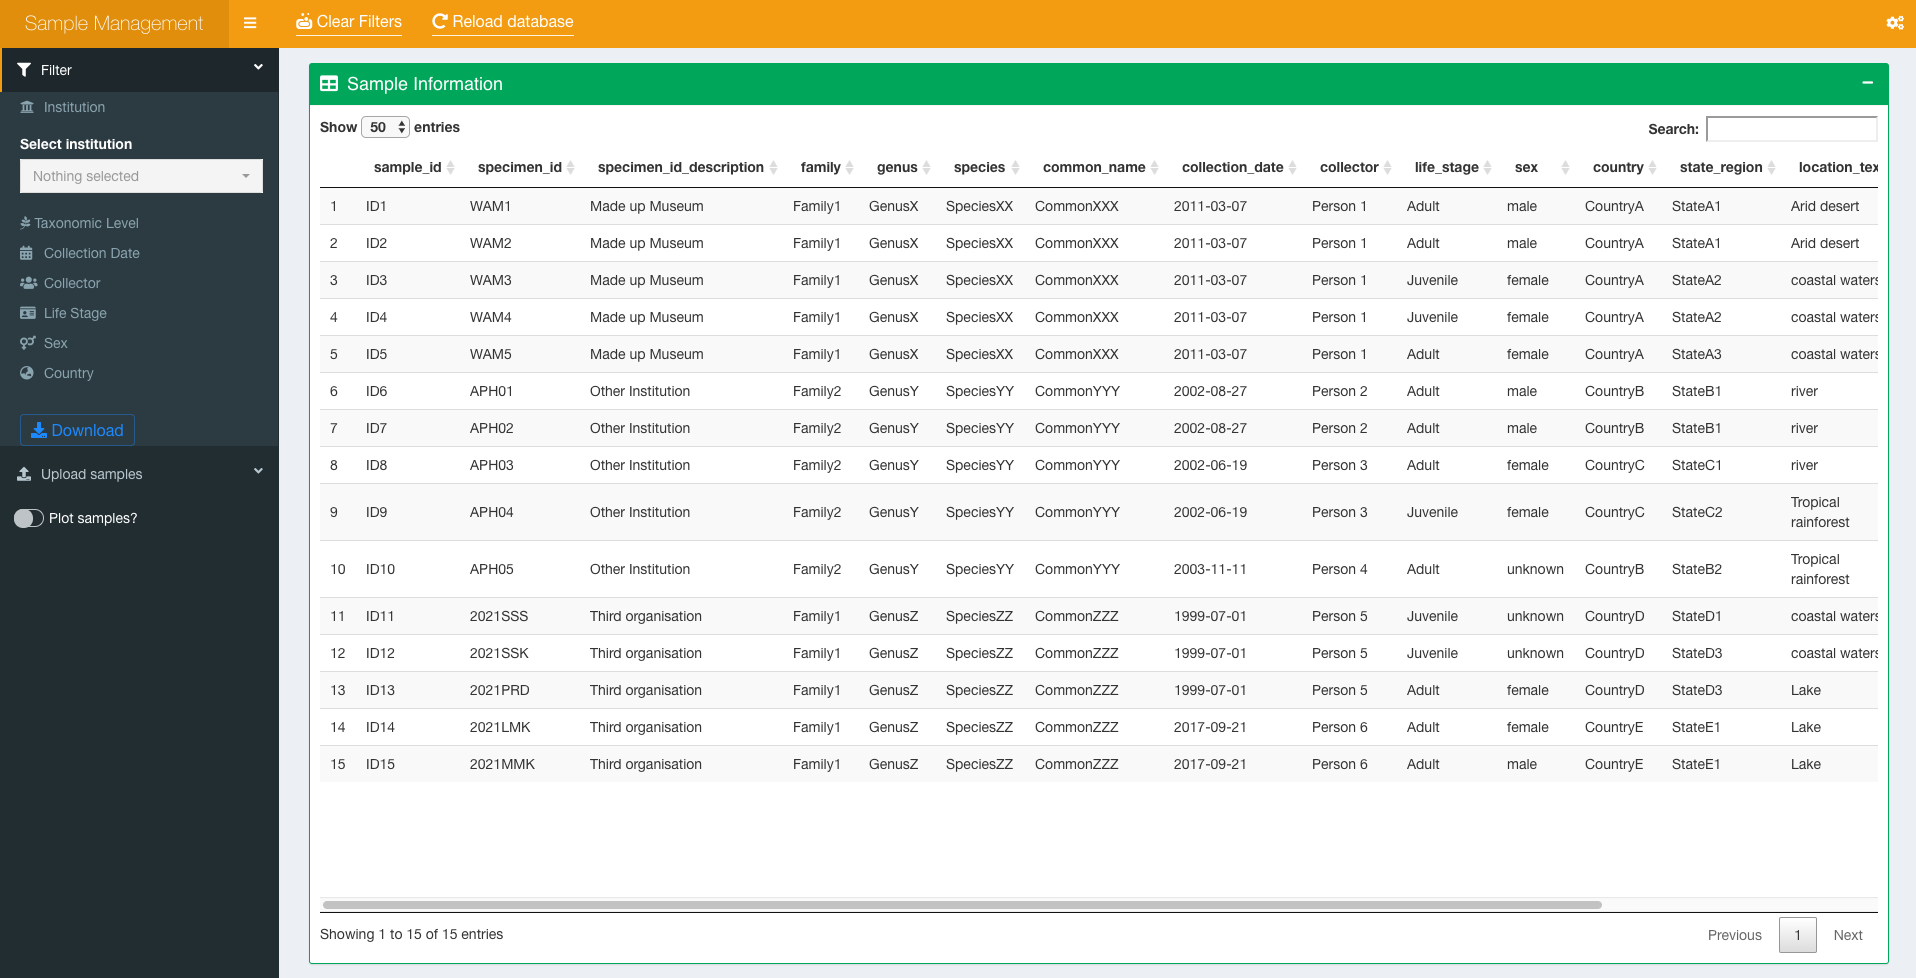 Sample Management
Clear Filters
Reload database
Filter
Institution
Select institution
Nothing selected
Taxonomic Level
Collection Date
Collector
Life Stage
Sex
Country
Download
Upload samples
Plot samples?
Sample Information
Show 50 entries
Search:
sample_id specimen_id specimen_id_description family genus species common_name collection_date collector life_stage sex country state_region location_tex
1 ID1 WAM1 Made up Museum Family1 GenusX SpeciesXX CommonXXX 2011-03-07 Person 1 Adult male CountryA StateA1 Arid desert
2 ID2 WAM2 Made up Museum Family1 GenusX SpeciesXX CommonXXX 2011-03-07 Person 1 Adult male CountryA StateA1 Arid desert
3 ID3 WAM3 Made up Museum Family1 GenusX SpeciesXX CommonXXX 2011-03-07 Person 1 Juvenile female CountryA StateA2 coastal waters
4 ID4 WAM4 Made up Museum Family1 GenusX SpeciesXX CommonXXX 2011-03-07 Person 1 Juvenile female CountryA StateA2 coastal waters
5 ID5 WAM5 Made up Museum Family1 GenusX SpeciesXX CommonXXX 2011-03-07 Person 1 Adult female CountryA StateA3 coastal waters
6 ID6 APH01 Other Institution Family2 GenusY SpeciesYY CommonYYY 2002-08-27 Person 2 Adult male CountryB StateB1 river
7 ID7 APH02 Other Institution Family2 GenusY SpeciesYY CommonYYY 2002-08-27 Person 2 Adult male CountryB StateB1 river
8 ID8 APH03 Other Institution Family2 GenusY SpeciesYY CommonYYY 2002-06-19 Person 3 Adult female CountryC StateC1 river
9 ID9 APH04 Other Institution Family2 GenusY SpeciesYY CommonYYY 2002-06-19 Person 3 Juvenile female CountryC StateC2 Tropical
rainforest
10 ID10 APH05 Other Institution Family2 GenusY SpeciesYY CommonYYY 2003-11-11 Person 4 Adult unknown CountryB StateB2 Tropical
rainforest
11 ID11 2021SSS Third organisation Family1 GenusZ SpeciesZZ CommonZZZ 1999-07-01 Person 5 Juvenile unknown CountryD StateD1 coastal waters
12 ID12 2021SSK Third organisation Family1 GenusZ SpeciesZZ CommonZZZ 1999-07-01 Person 5 Juvenile unknown CountryD StateD3 coastal waters
13 ID13 2021PRD Third organisation Family1 GenusZ SpeciesZZ CommonZZZ 1999-07-01 Person 5 Adult female CountryD StateD3 Lake
14 ID14 2021LMK Third organisation Family1 GenusZ SpeciesZZ CommonZZZ 2017-09-21 Person 6 Adult female CountryE StateE1 Lake
15 ID15 2021MMK Third organisation Family1 GenusZ SpeciesZZ CommonZZZ 2017-09-21 Person 6 Adult male CountryE StateE1 Lake
Showing 1 to 15 of 15 entries
Previous 1 Next